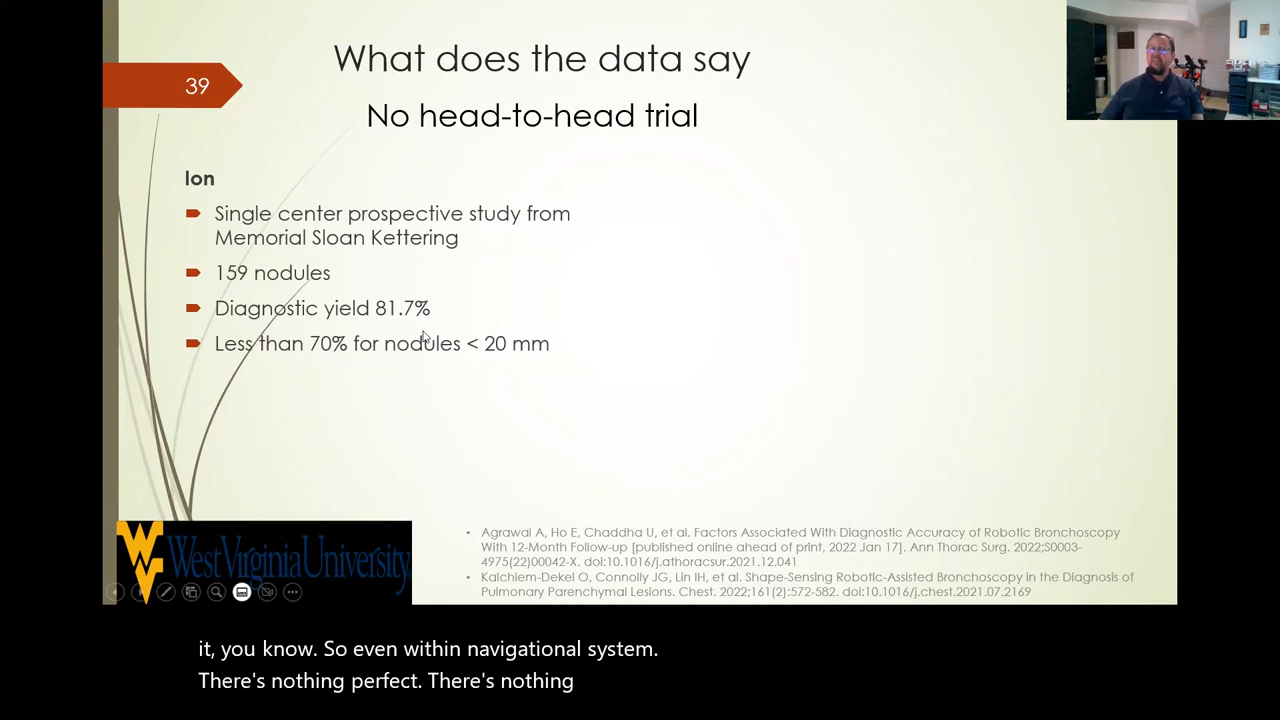 39
What does the data say
No head-to-head trial
Ion
Single center prospective study from
Memorial Sloan Kettering
159 nodules
Diagnostic yield 81.7%
Less than 70% for nodules < 20 mm
West Virginia University
• Agrawal A, Ho E, Chaddha U, et al. Factors Associated With Diagnostic Accuracy of Robotic Bronchoscopy
With 12-Month Follow-up [published online ahead of print, 2022 Jan 17]. Ann Thorac Surg. 2022;S0003-
4975(22)00042-X. doi:10.1016/j.athoracsur.2021.12.041
• Kalchiem-Dekel O, Connolly JG, Lin IH, et al. Shape-Sensing Robotic-Assisted Bronchoscopy in the Diagnosis of
Pulmonary Parenchymal Lesions. Chest. 2022;161(2):572-582. doi:10.1016/j.chest.2021.07.2169
it, you know. So even within navigational system.
There's nothing perfect. There's nothing